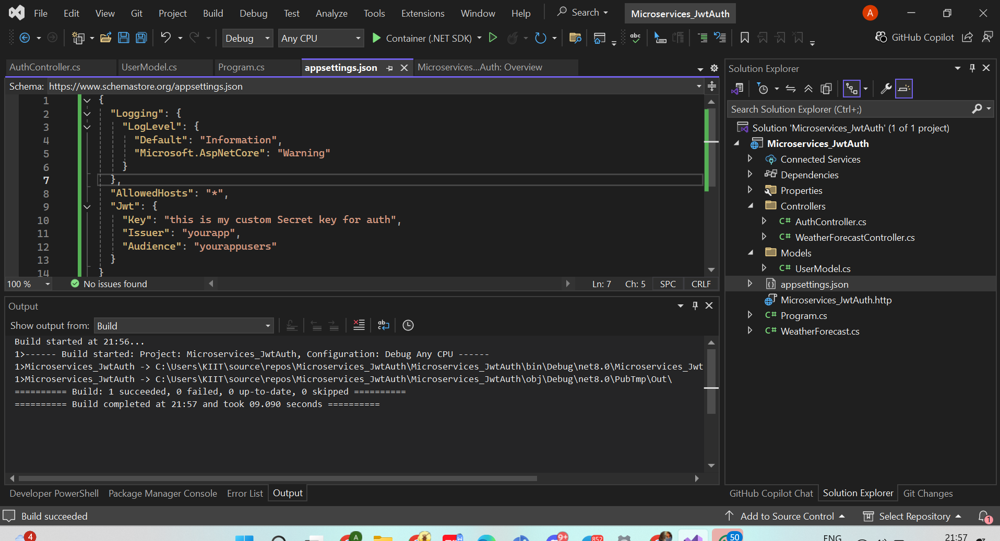 File Edit View Git Project Build Debug Test Analyze Tools Extensions Window Help Search Microservices_JwtAuth A
Debug Any CPU Container (.NET SDK) abc GitHub Copilot
AuthController.cs UserModel.cs Program.cs appsettings.json Microservices...Auth: Overview
Schema: https://www.schemastore.org/appsettings.json
1 {
2 "Logging": {
3 "LogLevel": {
4 "Default": "Information",
5 "Microsoft.AspNetCore": "Warning"
6 }
7 },
8 "AllowedHosts": "*",
9 "Jwt": {
10 "Key": "this is my custom Secret key for auth",
11 "Issuer": "yourapp",
12 "Audience": "yourappusers"
13 }
14 }
100 % No issues found Ln: 7 Ch: 5 SPC CRLF
Output
Show output from: Build
Build started at 21:56...
1>------ Build started: Project: Microservices_JwtAuth, Configuration: Debug Any CPU ------
1>Microservices_JwtAuth -> C:\Users\KIIT\source\repos\Microservices_JwtAuth\Microservices_JwtAuth\bin\Debug\net8.0\Microservices_Jwt
1>Microservices_JwtAuth -> C:\Users\KIIT\source\repos\Microservices_JwtAuth\Microservices_JwtAuth\obj\Debug\net8.0\PubTmp\Out\
========== Build: 1 succeeded, 0 failed, 0 up-to-date, 0 skipped ==========
========== Build completed at 21:57 and took 09.090 seconds ==========
Developer PowerShell Package Manager Console Error List Output
Solution Explorer
Search Solution Explorer (Ctrl+;)
Solution 'Microservices_JwtAuth' (1 of 1 project)
Microservices_JwtAuth
Connected Services
Dependencies
Properties
Controllers
C# AuthController.cs
C# WeatherForecastController.cs
Models
C# UserModel.cs
appsettings.json
Microservices_JwtAuth.http
C# Program.cs
C# WeatherForecast.cs
GitHub Copilot Chat Solution Explorer Git Changes
Build succeeded Add to Source Control Select Repository 1
4 A 9+ 852 50 ENG 21:57